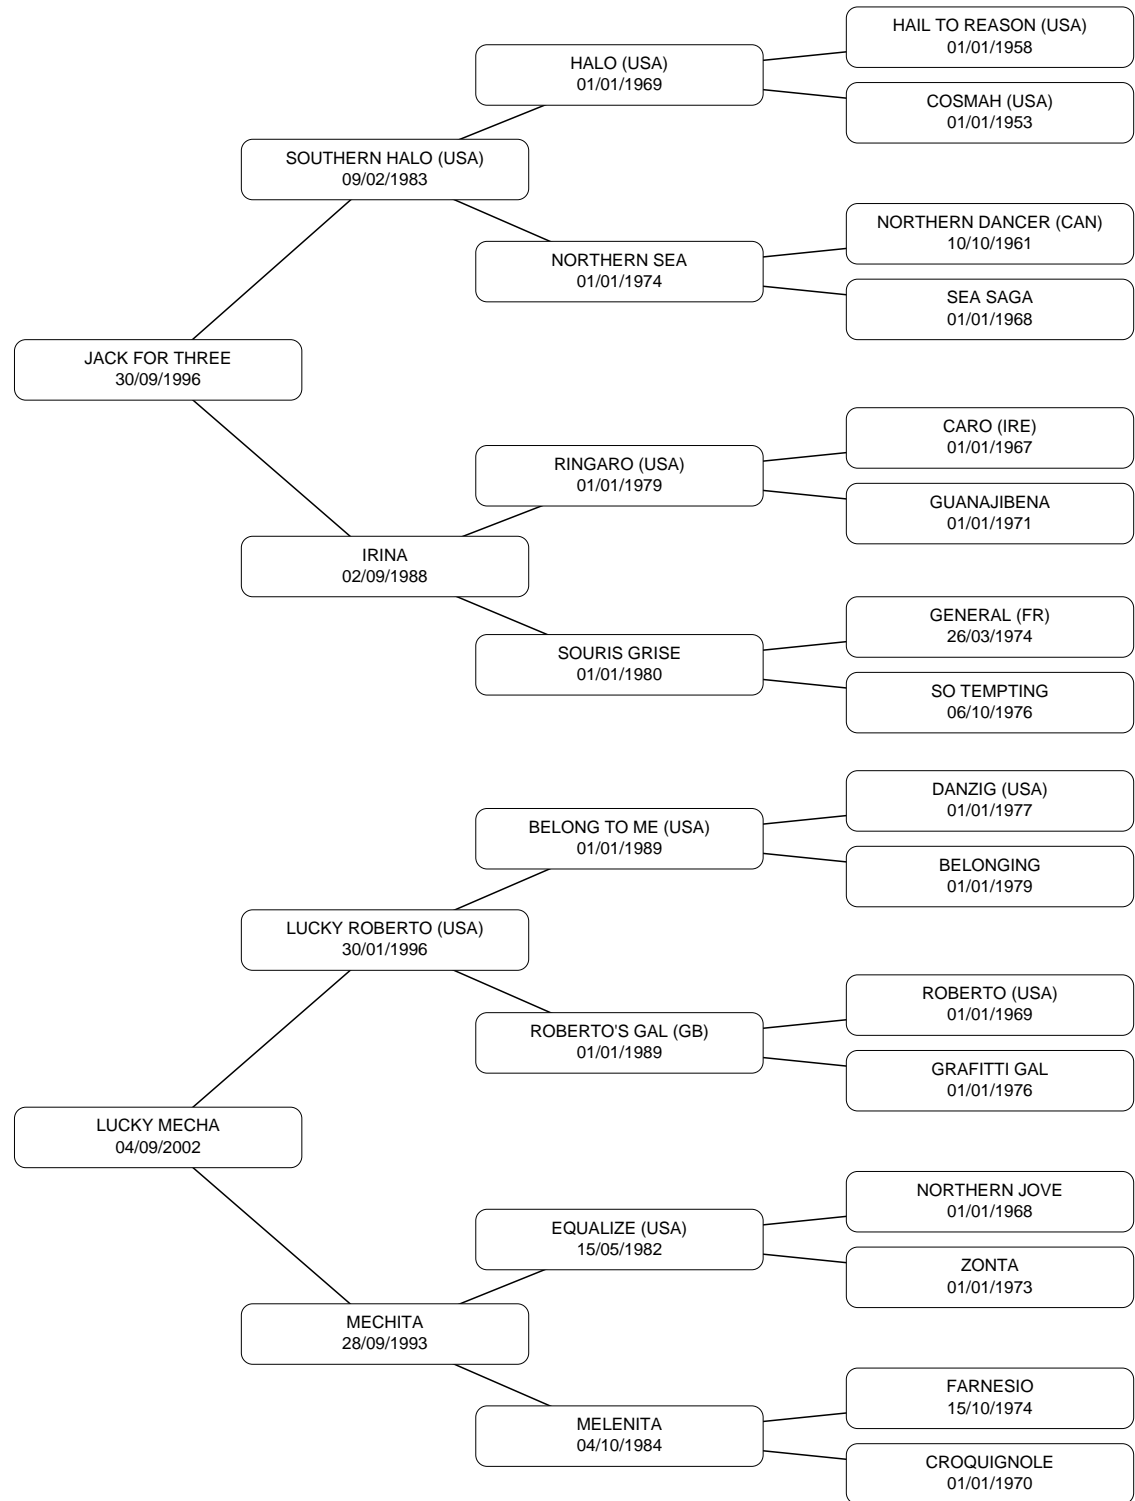 HAIL TO REASON (USA)
01/01/1958
HALO (USA)
01/01/1969
COSMAH (USA)
01/01/1953
SOUTHERN HALO (USA)
09/02/1983
NORTHERN DANCER (CAN)
10/10/1961
NORTHERN SEA
01/01/1974
SEA SAGA
01/01/1968
JACK FOR THREE
30/09/1996
CARO (IRE)
01/01/1967
RINGARO (USA)
01/01/1979
GUANAJIBENA
01/01/1971
IRINA
02/09/1988
GENERAL (FR)
26/03/1974
SOURIS GRISE
01/01/1980
SO TEMPTING
06/10/1976
DANZIG (USA)
01/01/1977
BELONG TO ME (USA)
01/01/1989
BELONGING
01/01/1979
LUCKY ROBERTO (USA)
30/01/1996
ROBERTO (USA)
01/01/1969
ROBERTO'S GAL (GB)
01/01/1989
GRAFITTI GAL
01/01/1976
LUCKY MECHA
04/09/2002
NORTHERN JOVE
01/01/1968
EQUALIZE (USA)
15/05/1982
ZONTA
01/01/1973
MECHITA
28/09/1993
FARNESIO
15/10/1974
MELENITA
04/10/1984
CROQUIGNOLE
01/01/1970